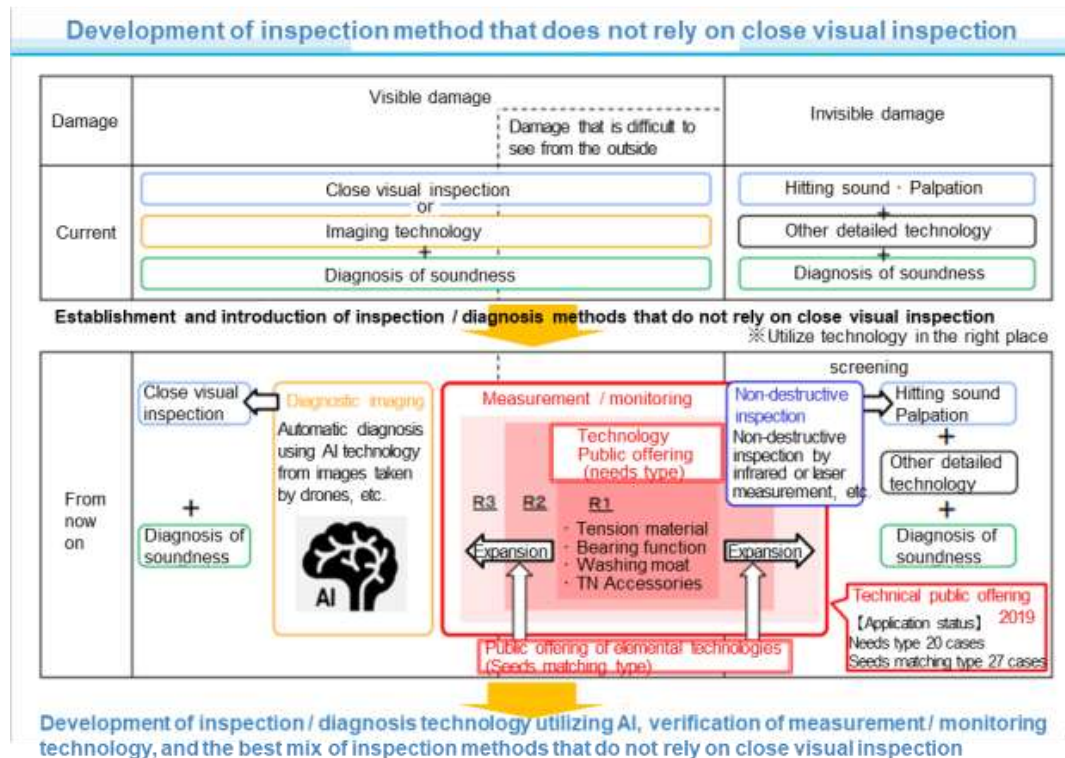 Development of inspection method that does not rely on close visual inspection
Damage
Visible damage
Damage that is difficult to
see from the outside
Invisible damage
Current
Close visual inspection
or
Imaging technology
+
Diagnosis of soundness
Hitting sound・Palpation
+
Other detailed technology
+
Diagnosis of soundness
Establishment and introduction of inspection / diagnosis methods that do not rely on close visual inspection
※Utilize technology in the right place
From
now
on
Close visual
inspection
+
Diagnosis of
soundness
Diagnostic imaging
Automatic diagnosis
using AI technology
from images taken
by drones, etc.
AI
Measurement / monitoring
Technology
Public offering
(needs type)
R3 R2 R1
・Tension material
・Bearing function
・Washing moat
・TN Accessories
Expansion
Expansion
Public offering of elemental technologies
(Seeds matching type)
Non-destructive
inspection
Non-destructive
inspection by
infrared or laser
measurement, etc.
screening
Hitting sound
Palpation
+
Other detailed
technology
+
Diagnosis of
soundness
Technical public offering
2019
【Application status】
Needs type 20 cases
Seeds matching type 27 cases
Development of inspection / diagnosis technology utilizing AI, verification of measurement / monitoring
technology, and the best mix of inspection methods that do not rely on close visual inspection